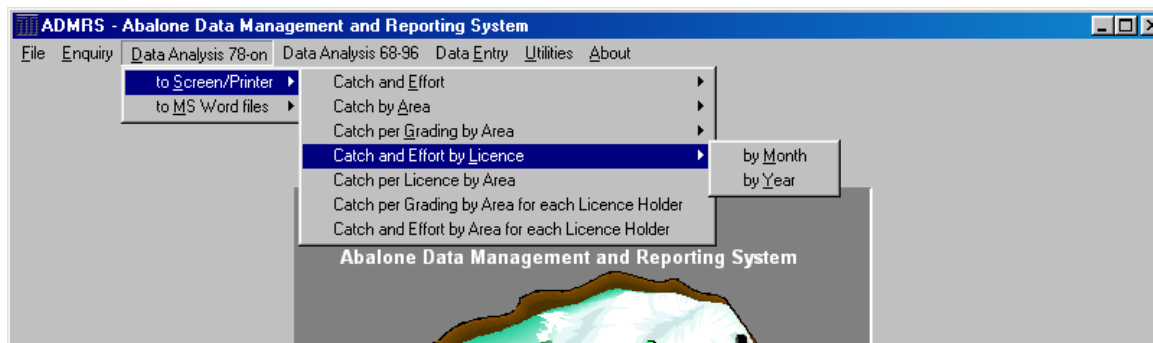 ADMRS - Abalone Data Management and Reporting System
File Enquiry Data Analysis 78-on Data Analysis 68-96 Data Entry Utilities About
to Screen/Printer
to MS Word files
Catch and Effort
Catch by Area
Catch per Grading by Area
Catch and Effort by Licence
Catch per Licence by Area
Catch per Grading by Area for each Licence Holder
Catch and Effort by Area for each Licence Holder
by Month
by Year
Abalone Data Management and Reporting System